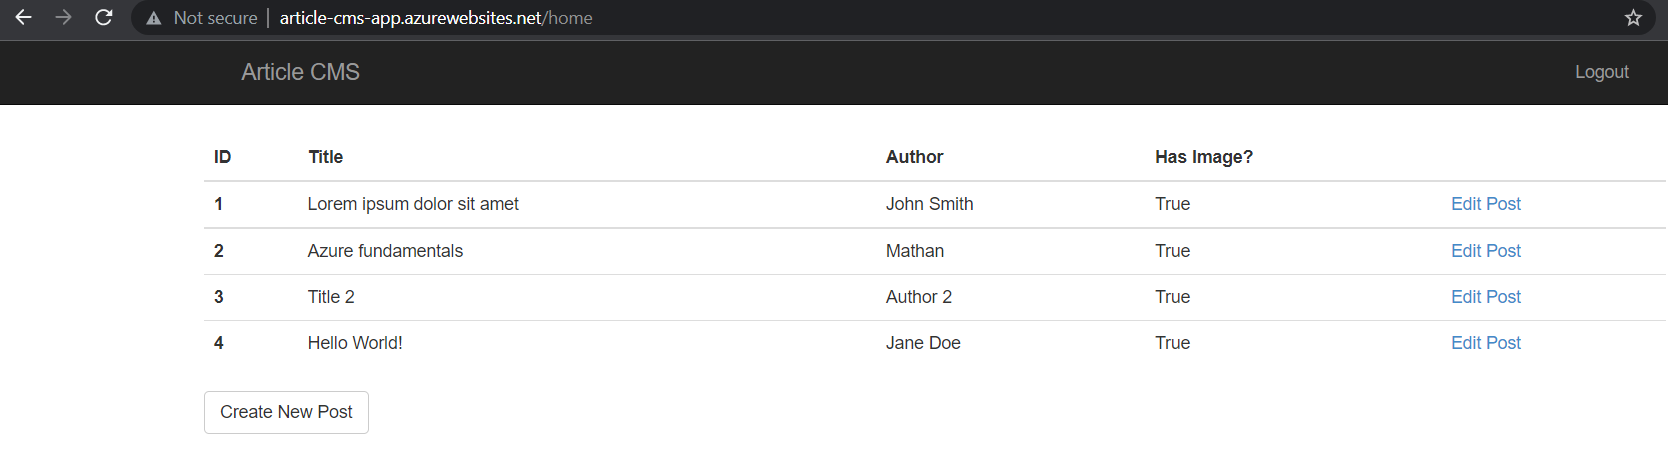 Not secure article-cms-app.azurewebsites.net/home
Article CMS Logout
ID Title Author Has Image?
1 Lorem ipsum dolor sit amet John Smith True Edit Post
2 Azure fundamentals Mathan True Edit Post
3 Title 2 Author 2 True Edit Post
4 Hello World! Jane Doe True Edit Post
Create New Post